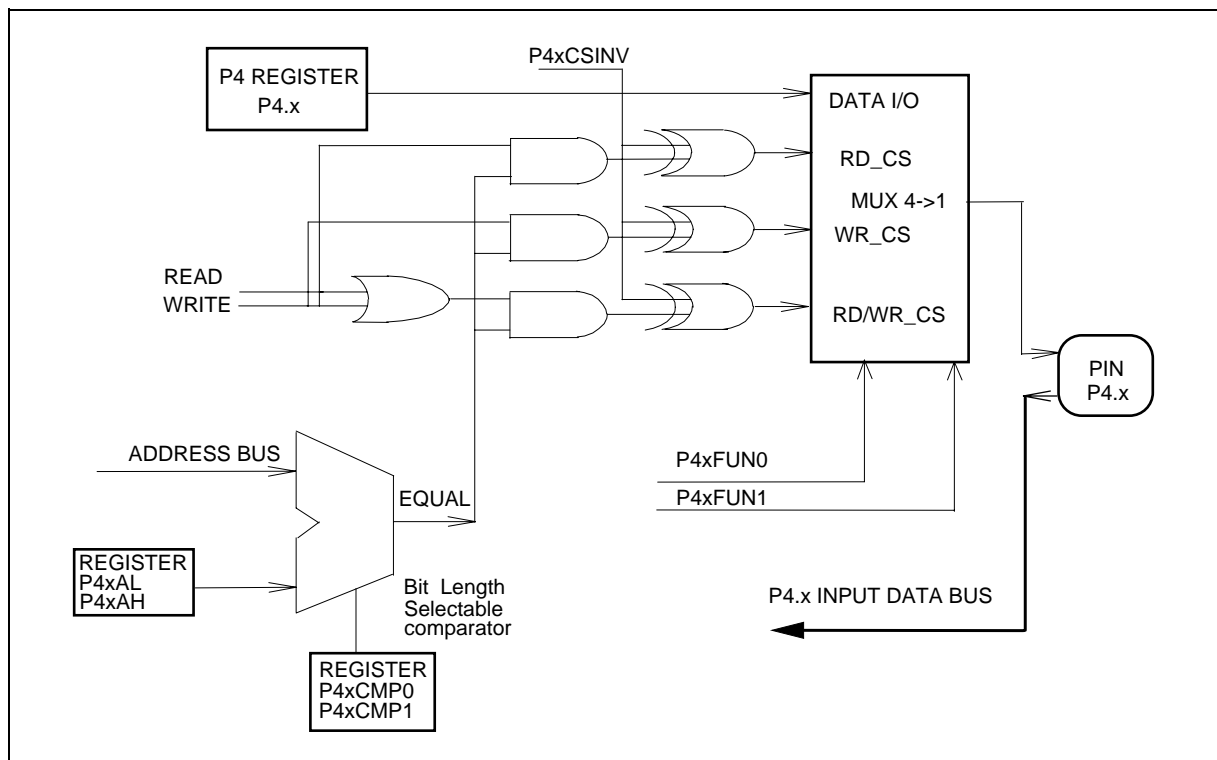 P4xCSINV
P4 REGISTER
P4.x
DATA I/O
RD_CS
MUX 4->1
WR_CS
READ
WRITE
RD/WR_CS
PIN
P4.x
ADDRESS BUS
P4xFUN0
EQUAL
P4xFUN1
REGISTER
P4xAL
P4xAH
Bit Length
Selectable
comparator
P4.x INPUT DATA BUS
REGISTER
P4xCMP0
P4xCMP1